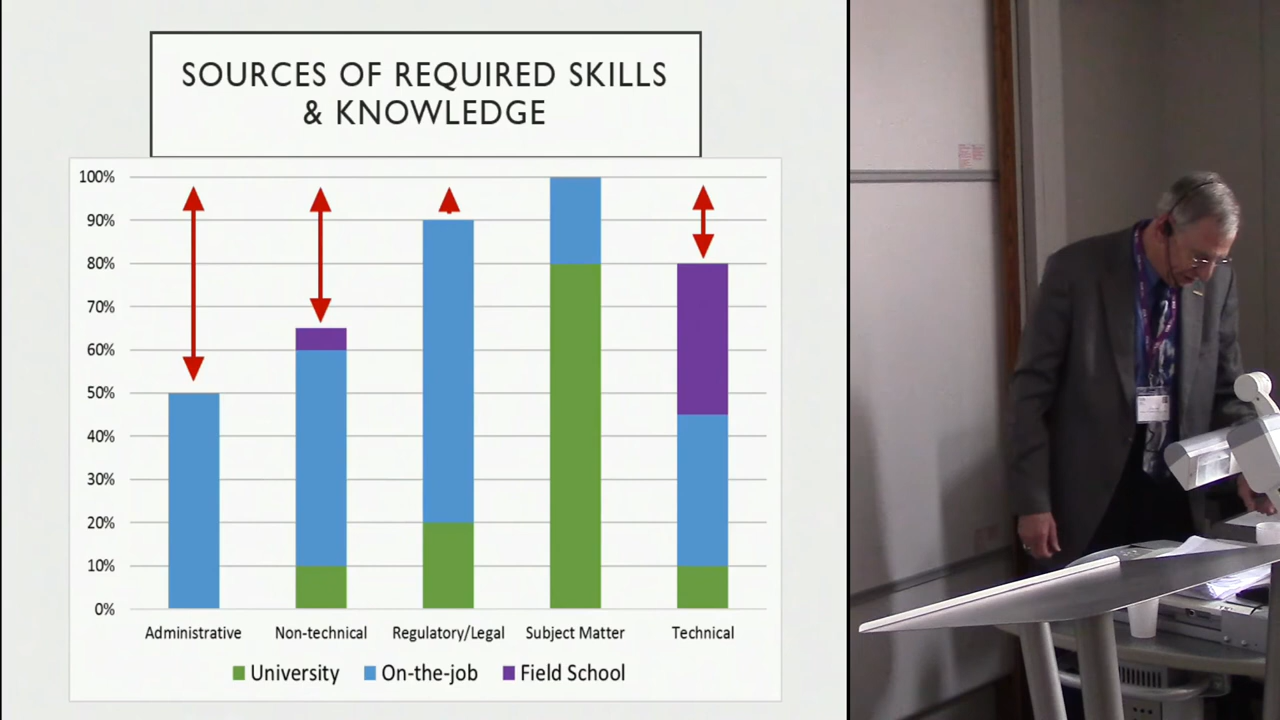 SOURCES OF REQUIRED SKILLS
& KNOWLEDGE
100%
90%
80%
70%
60%
50%
40%
30%
20%
10%
0%
Administrative Non-technical Regulatory/Legal Subject Matter Technical
University On-the-job Field School